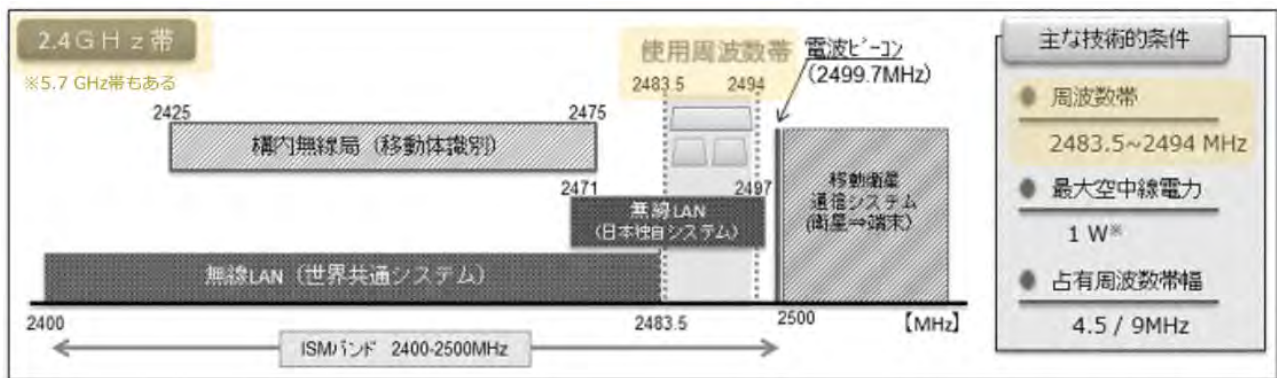 2.4GHz帯
※5.7 GHz帯もある
使用周波数帯
2483.5 2494
電波ビーコン
(2499.7MHz)
2425 2475
構内無線局 (移動体識別)
2471 2497
無線LAN
(日本独自システム)
移動衛星
通信システム
(衛星⇒端末)
無線LAN (世界共通システム)
2400 2483.5 2500 【MHz】
ISMバンド 2400-2500MHz
主な技術的条件
● 周波数帯
2483.5~2494 MHz
● 最大空中線電力
1 W※
● 占有周波数帯幅
4.5 / 9MHz